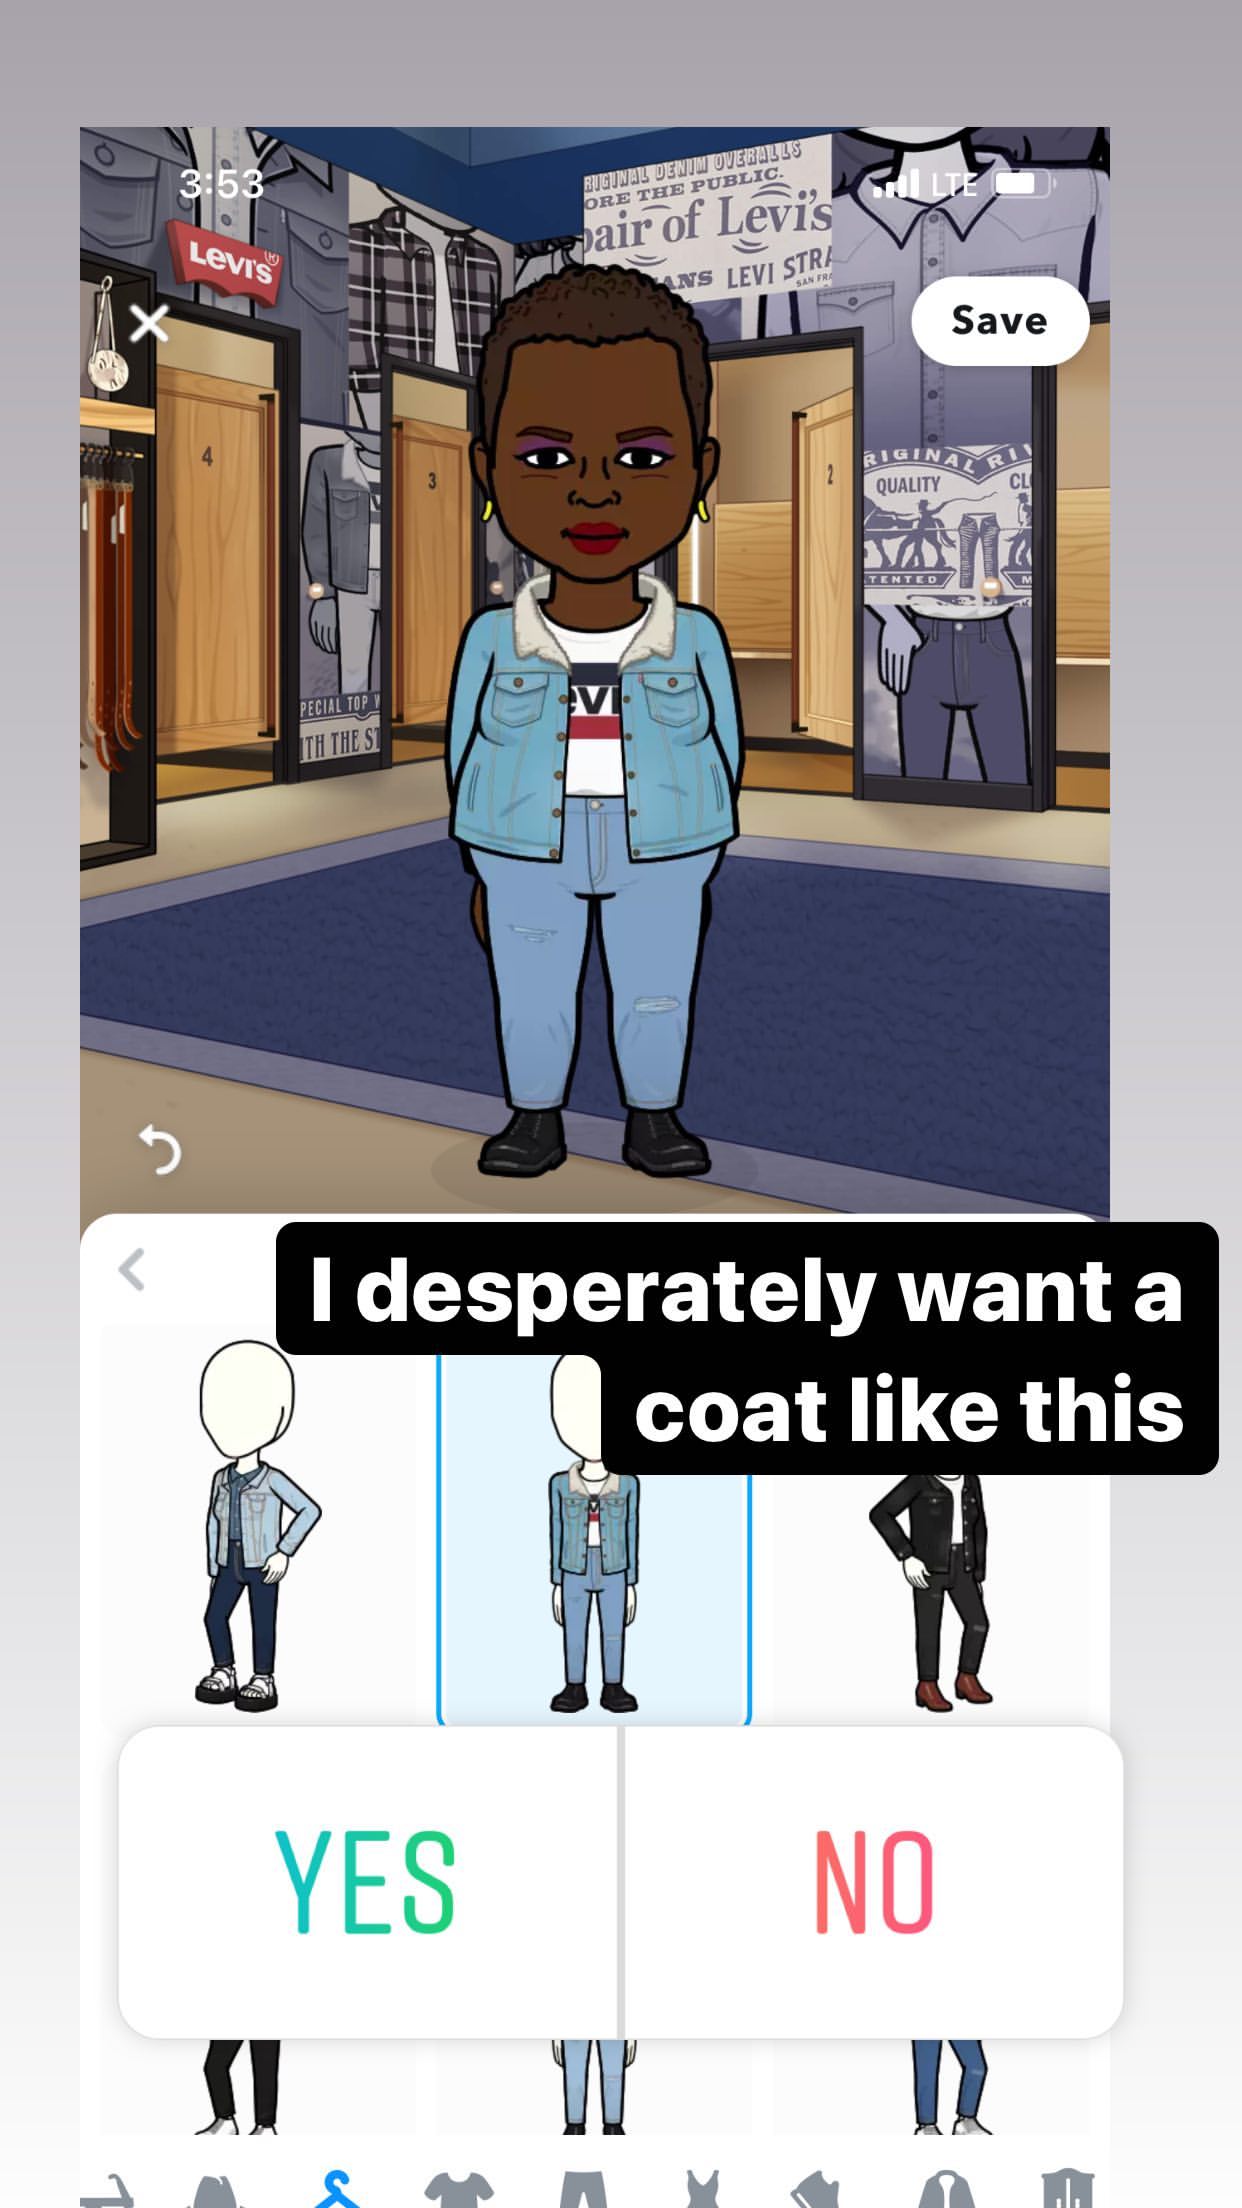 RIGINAL DENIM OVERALLS
ORE THE PUBLIC.
pair of Levi's
ANS LEVI STRA
SAN FRA
3:53
LTE
LEVI'S®
Save
4
3
2
RIGINAL RI
QUALITY
CL
TENTED
M
EVI
PECIAL TOP W
ITH THE ST
I desperately want a
coat like this
YES
NO